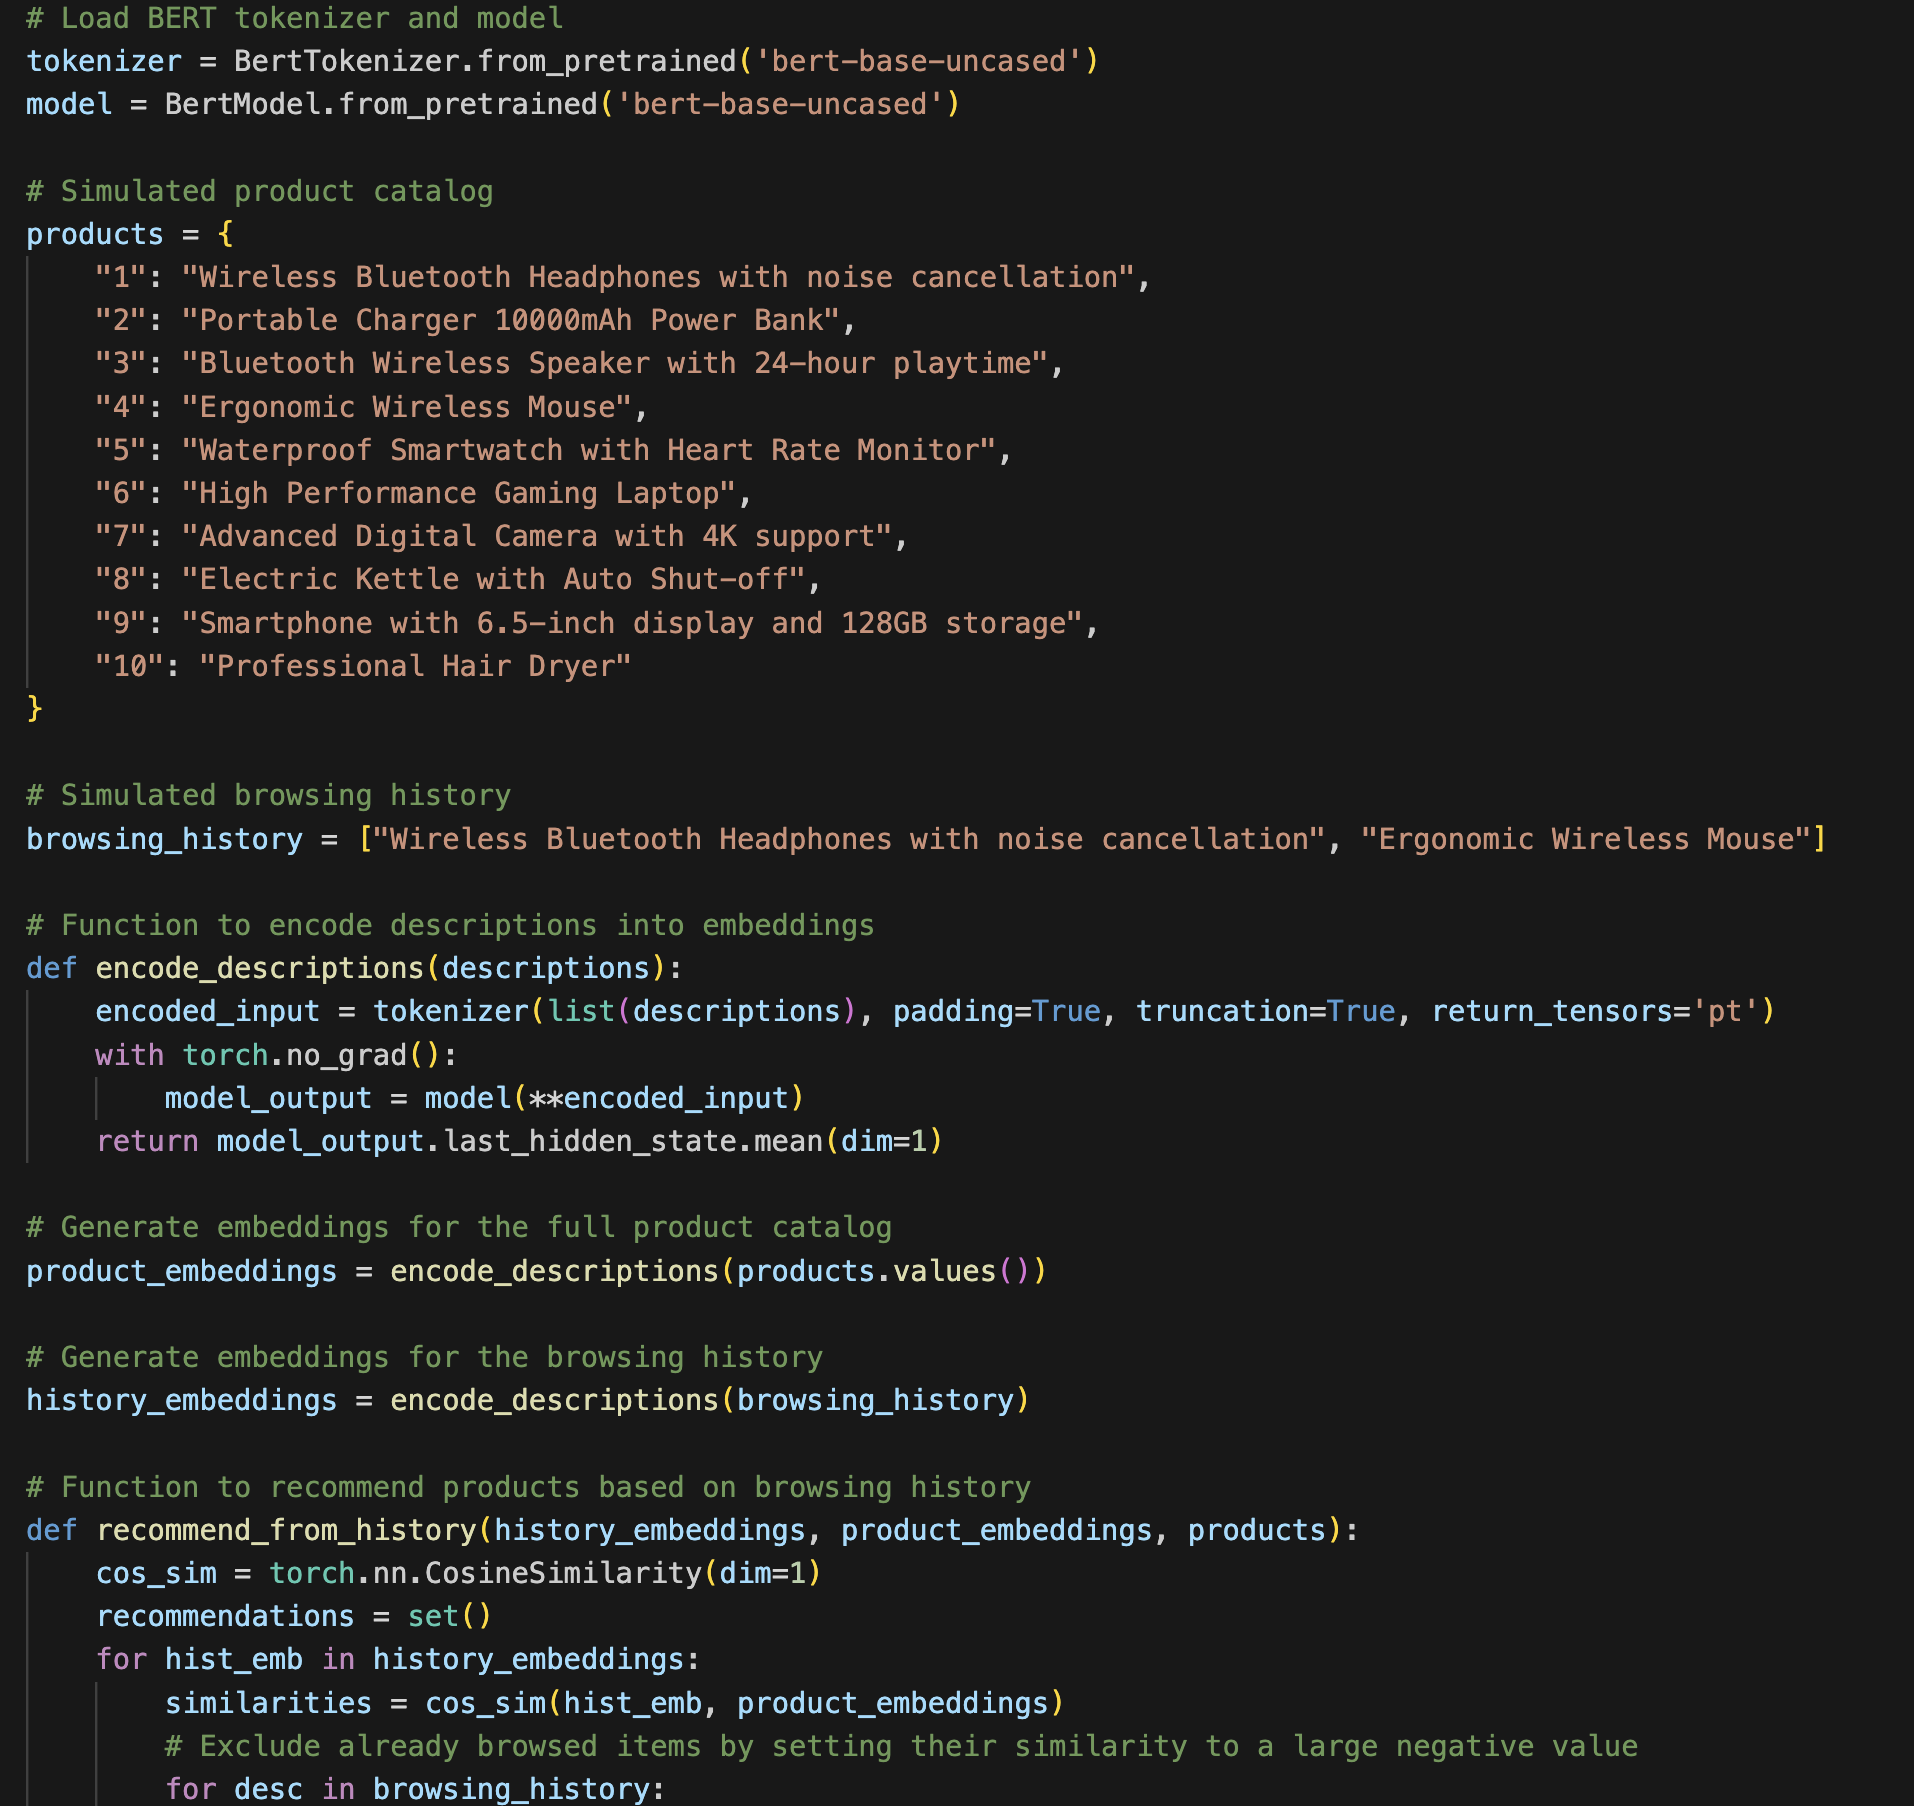 # Load BERT tokenizer and model
tokenizer = BertTokenizer.from_pretrained('bert-base-uncased')
model = BertModel.from_pretrained('bert-base-uncased')

# Simulated product catalog
products = {
    "1": "Wireless Bluetooth Headphones with noise cancellation",
    "2": "Portable Charger 10000mAh Power Bank",
    "3": "Bluetooth Wireless Speaker with 24-hour playtime",
    "4": "Ergonomic Wireless Mouse",
    "5": "Waterproof Smartwatch with Heart Rate Monitor",
    "6": "High Performance Gaming Laptop",
    "7": "Advanced Digital Camera with 4K support",
    "8": "Electric Kettle with Auto Shut-off",
    "9": "Smartphone with 6.5-inch display and 128GB storage",
    "10": "Professional Hair Dryer"
}

# Simulated browsing history
browsing_history = ["Wireless Bluetooth Headphones with noise cancellation", "Ergonomic Wireless Mouse"]

# Function to encode descriptions into embeddings
def encode_descriptions(descriptions):
    encoded_input = tokenizer(list(descriptions), padding=True, truncation=True, return_tensors='pt')
    with torch.no_grad():
        model_output = model(**encoded_input)
    return model_output.last_hidden_state.mean(dim=1)

# Generate embeddings for the full product catalog
product_embeddings = encode_descriptions(products.values())

# Generate embeddings for the browsing history
history_embeddings = encode_descriptions(browsing_history)

# Function to recommend products based on browsing history
def recommend_from_history(history_embeddings, product_embeddings, products):
    cos_sim = torch.nn.CosineSimilarity(dim=1)
    recommendations = set()
    for hist_emb in history_embeddings:
        similarities = cos_sim(hist_emb, product_embeddings)
        # Exclude already browsed items by setting their similarity to a large negative value
        for desc in browsing_history: